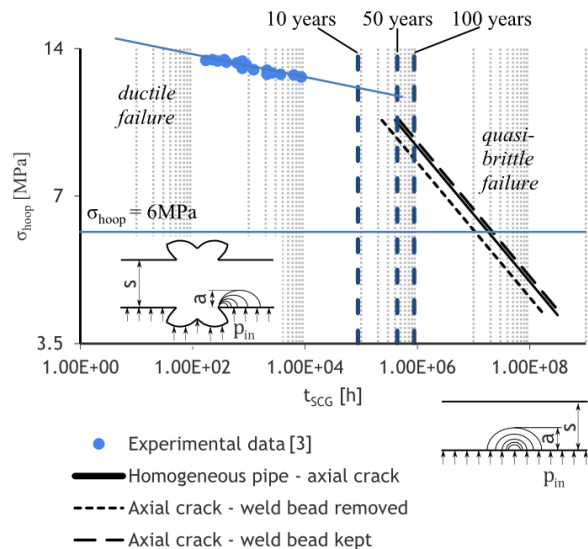 10 years 50 years 100 years
14
ductile
failure
quasi-
brittle
failure
σhoop [MPa]
7
σhoop = 6MPa
s
a
pin
3.5
1.00E+00 1.00E+02 1.00E+04 1.00E+06 1.00E+08
tSCG [h]
s
a
pin
Experimental data [3]
Homogeneous pipe - axial crack
Axial crack - weld bead removed
Axial crack - weld bead kept